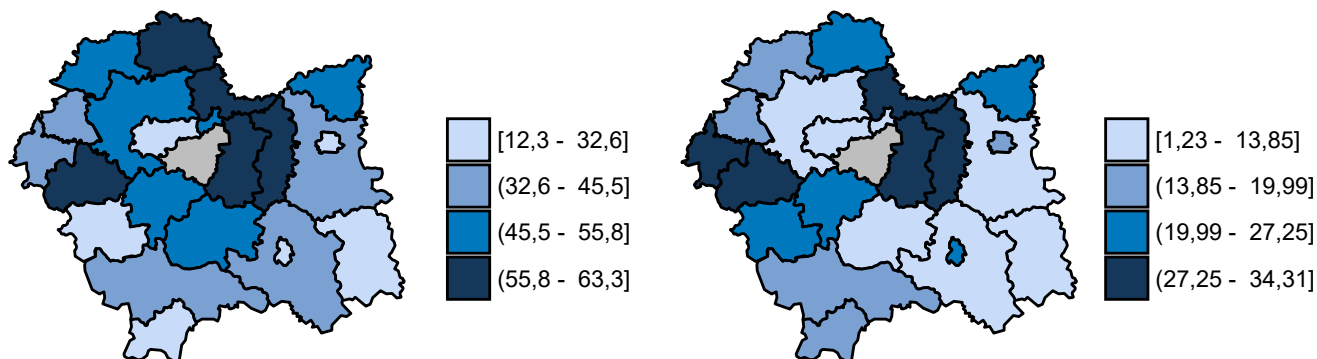 [12,3 - 32,6]
(32,6 - 45,5]
(45,5 - 55,8]
(55,8 - 63,3]
[1,23 - 13,85]
(13,85 - 19,99]
(19,99 - 27,25]
(27,25 - 34,31]